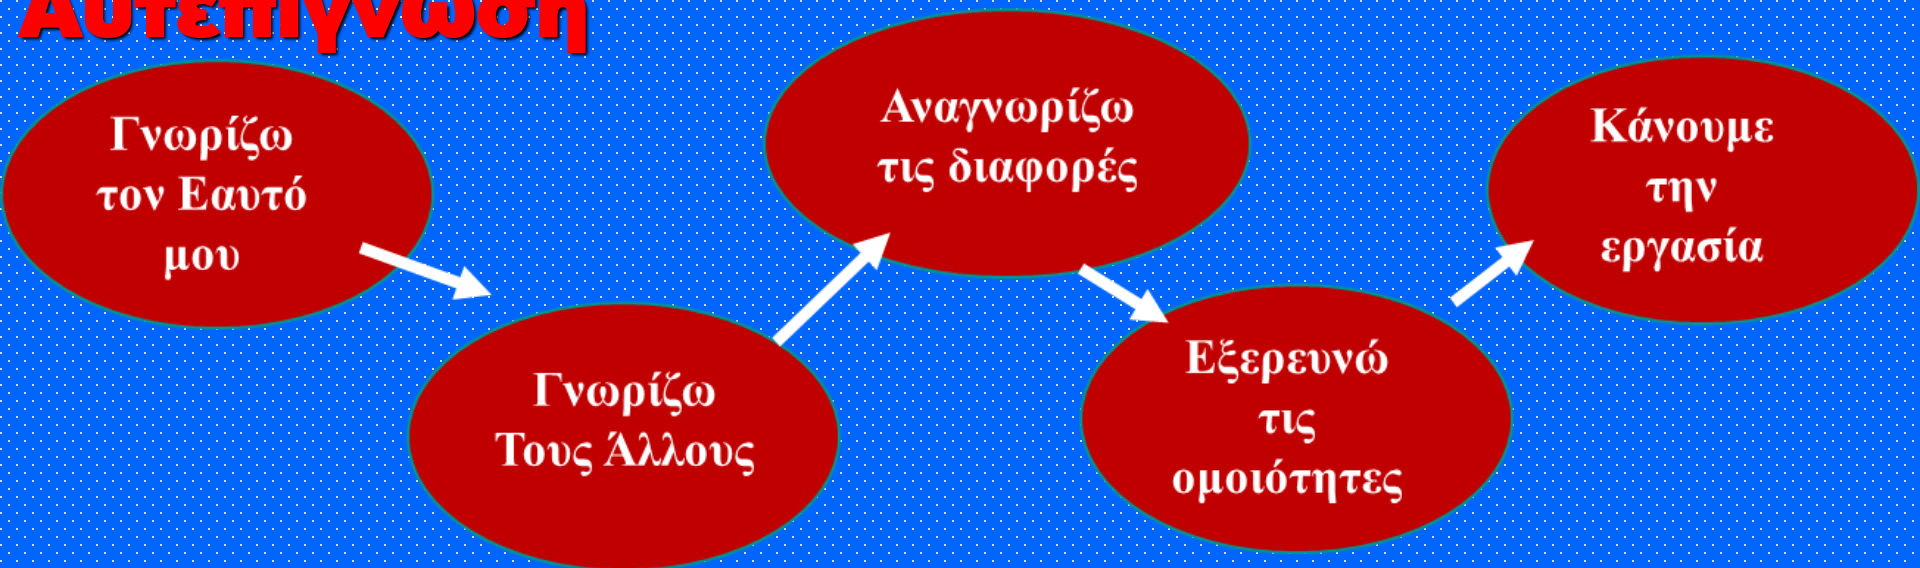 Αυτεπίγνωση
Γνωρίζω
τον Εαυτό
μου
Γνωρίζω
Τους Άλλους
Αναγνωρίζω
τις διαφορές
Εξερευνώ
τις
ομοιότητες
Κάνουμε
την
εργασία